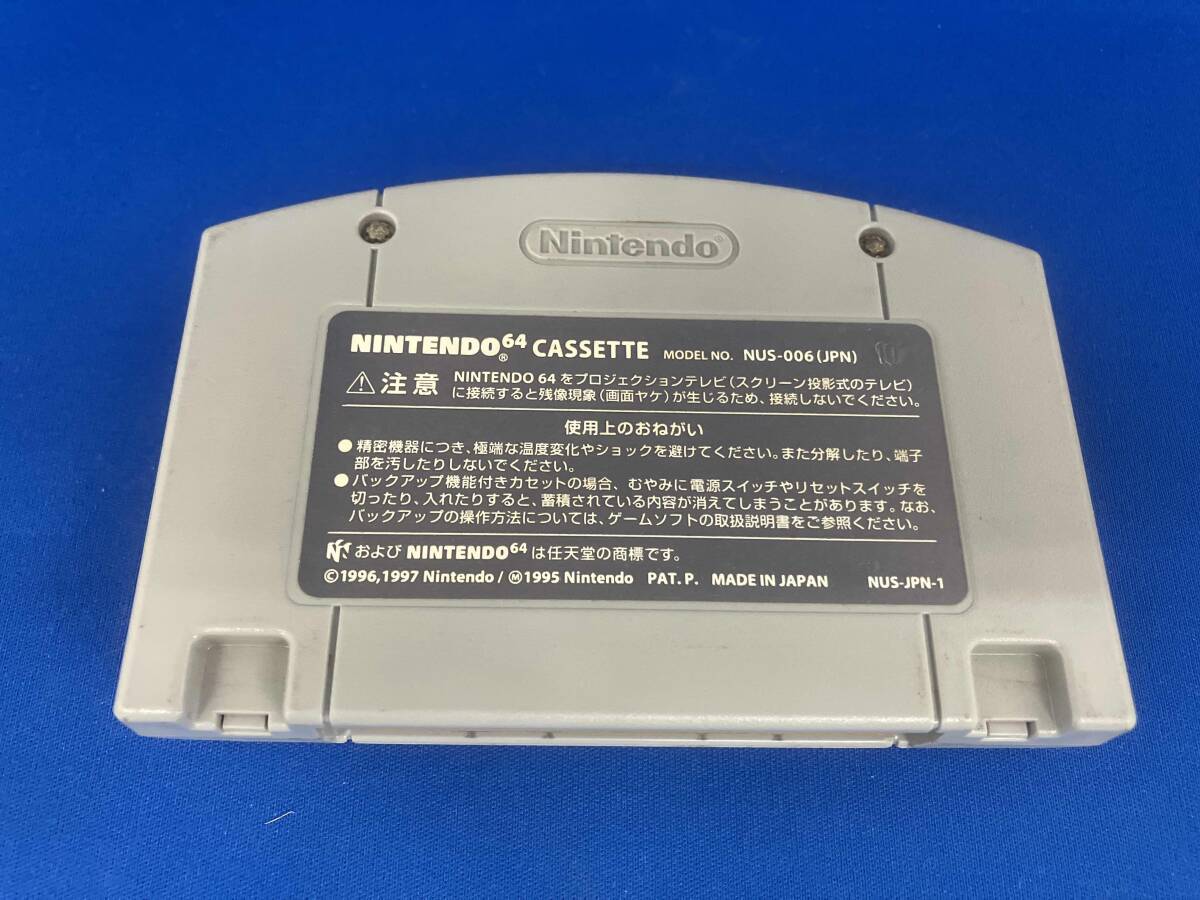 Nintendo
NINTENDO64® CASSETTE MODEL NO. NUS-006(JPN)
⚠注意 NINTENDO 64をプロジェクションテレビ(スクリーン投影式のテレビ)
に接続すると残像現象(画面ヤケ)が生じるため、接続しないでください。
使用上のおねがい
●精密機器につき、極端な温度変化やショックを避けてください。また分解したり、端子
部を汚したりしないでください。
●バックアップ機能付きカセットの場合、むやみに電源スイッチやリセットスイッチを
切ったり、入れたりすると、蓄積されている内容が消えてしまうことがあります。なお、
バックアップの操作方法については、ゲームソフトの取扱説明書をご参照ください。
および NINTENDO64 は任天堂の商標です。
©1996,1997 Nintendo / Ⓜ1995 Nintendo PAT. P. MADE IN JAPAN NUS-JPN-1